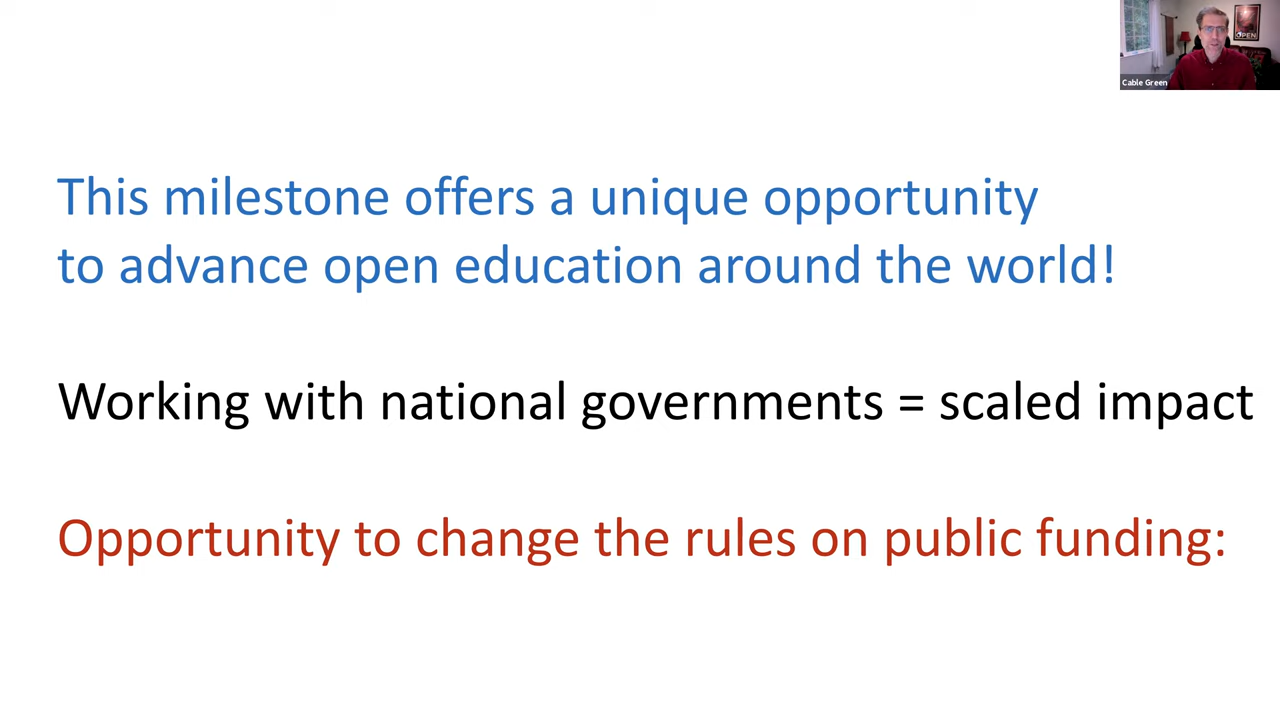 OPEN
Cable Green
This milestone offers a unique opportunity
to advance open education around the world!
Working with national governments = scaled impact
Opportunity to change the rules on public funding: